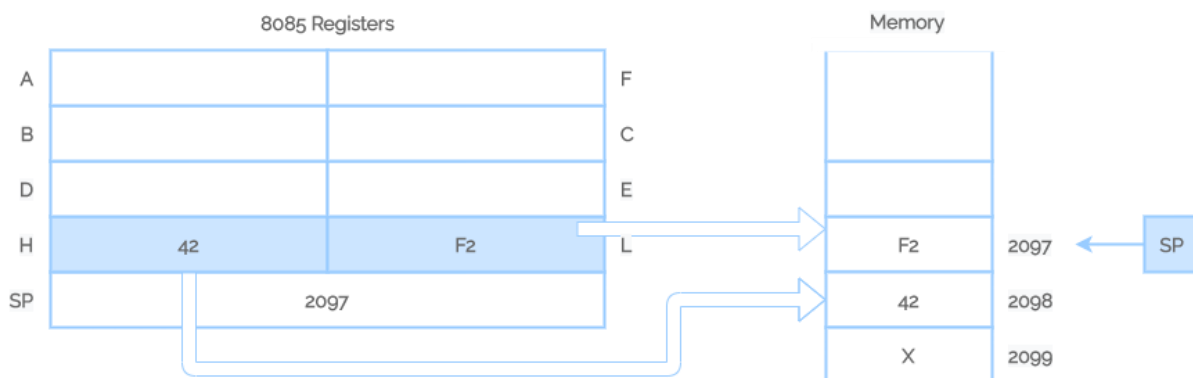 8085 Registers Memory
A F
B C
D E
H 42 F2 L F2 2097 SP
SP 2097 42 2098
X 2099